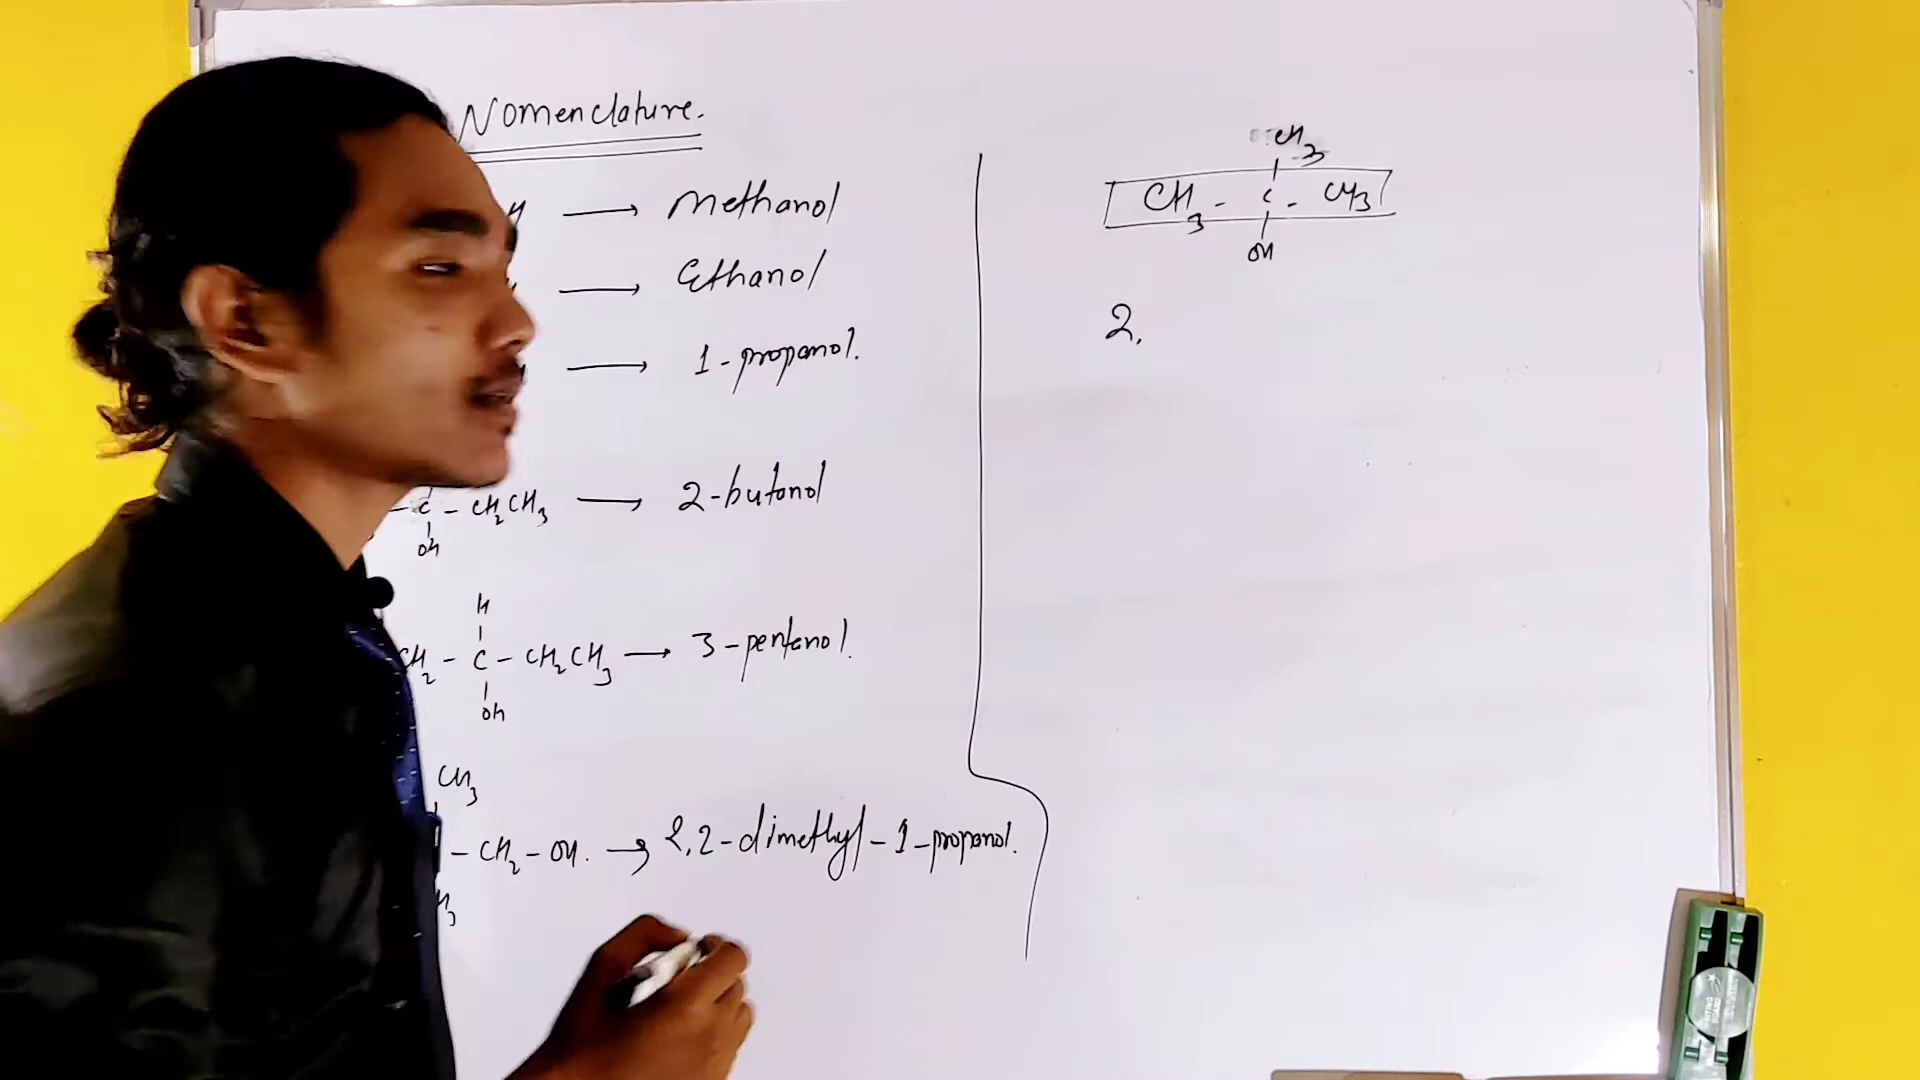 Nomenclature.
H → Methanol
→ Ethanol
→ 1-propanol.
- C - CH2CH3 → 2-butanol
OH
H
CH2 - C - CH2CH3 → 3-pentanol.
OH
CH3
- CH2 - OH. → 2,2-dimethyl-1-propanol.
H3
CH3
CH3 - C - CH3
OH
2.